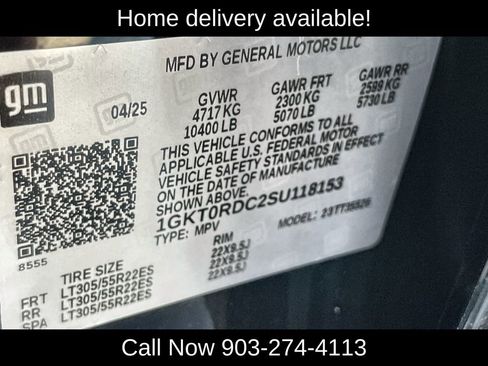 Home delivery available!
MFD BY GENERAL MOTORS LLC
gm
04/25
GVWR
4717 KG
10400 LB
GAWR FRT
2300 KG
5070 LB
GAWR RR
2599 KG
5730 LB
THIS VEHICLE CONFORMS TO ALL
APPLICABLE U.S. FEDERAL MOTOR
VEHICLE SAFETY STANDARDS IN EFFECT
ON THE DATE OF MANUFACTURE
SHOWN ABOVE.
1GKT0RDC2SU118153
TYPE: MPV
MODEL:
8555
TIRE SIZE
RIM
FRT LT305/55R22ES 22X9.5J
RR LT305/55R22ES 22X9.5J
SPA LT305/55R22ES 22X9.5J
Call Now 903-274-4113